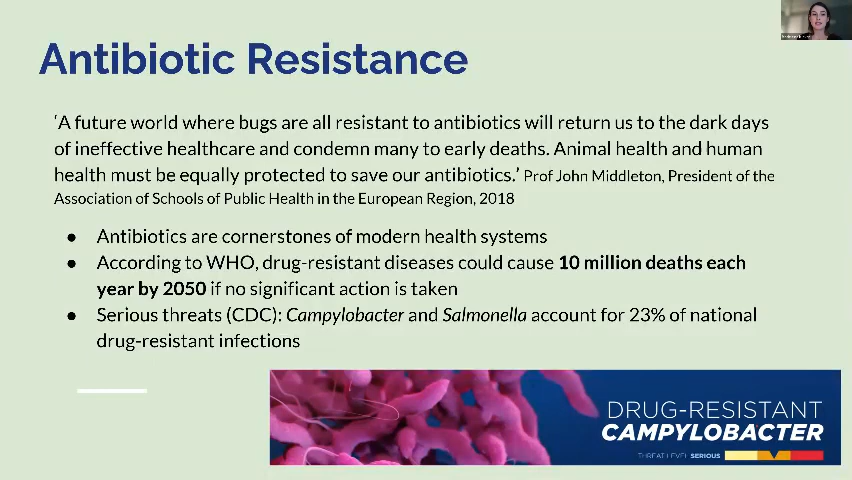 Antibiotic Resistance
‘A future world where bugs are all resistant to antibiotics will return us to the dark days
of ineffective healthcare and condemn many to early deaths. Animal health and human
health must be equally protected to save our antibiotics.’ Prof John Middleton, President of the
Association of Schools of Public Health in the European Region, 2018
● Antibiotics are cornerstones of modern health systems
● According to WHO, drug-resistant diseases could cause 10 million deaths each
year by 2050 if no significant action is taken
● Serious threats (CDC): Campylobacter and Salmonella account for 23% of national
drug-resistant infections
DRUG-RESISTANT
CAMPYLOBACTER
THREAT LEVEL SERIOUS